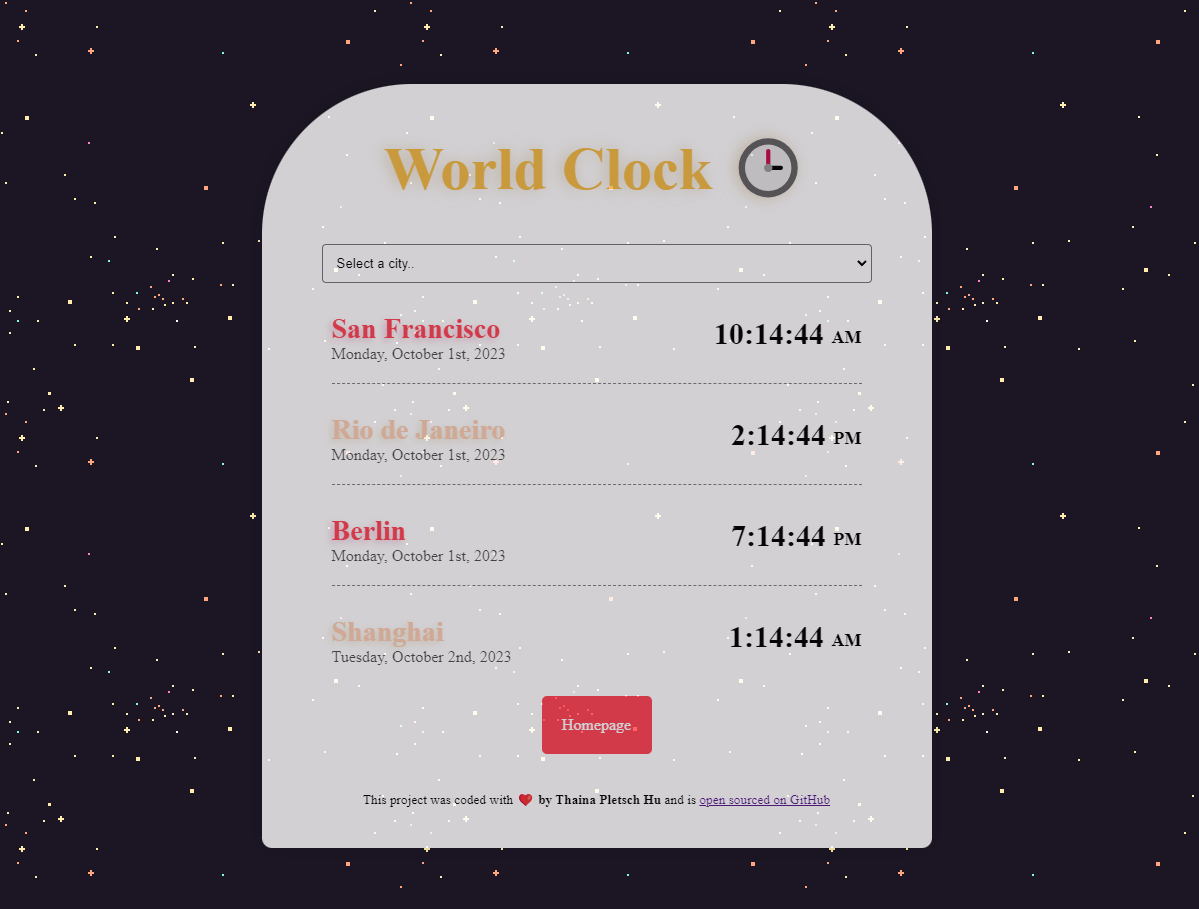 World Clock
Select a city..
San Francisco
Monday, October 1st, 2023
10:14:44 AM
Rio de Janeiro
Monday, October 1st, 2023
2:14:44 PM
Berlin
Monday, October 1st, 2023
7:14:44 PM
Shanghai
Tuesday, October 2nd, 2023
1:14:44 AM
Homepage
This project was coded with ❤️ by Thaina Pletsch Hu and is open sourced on GitHub